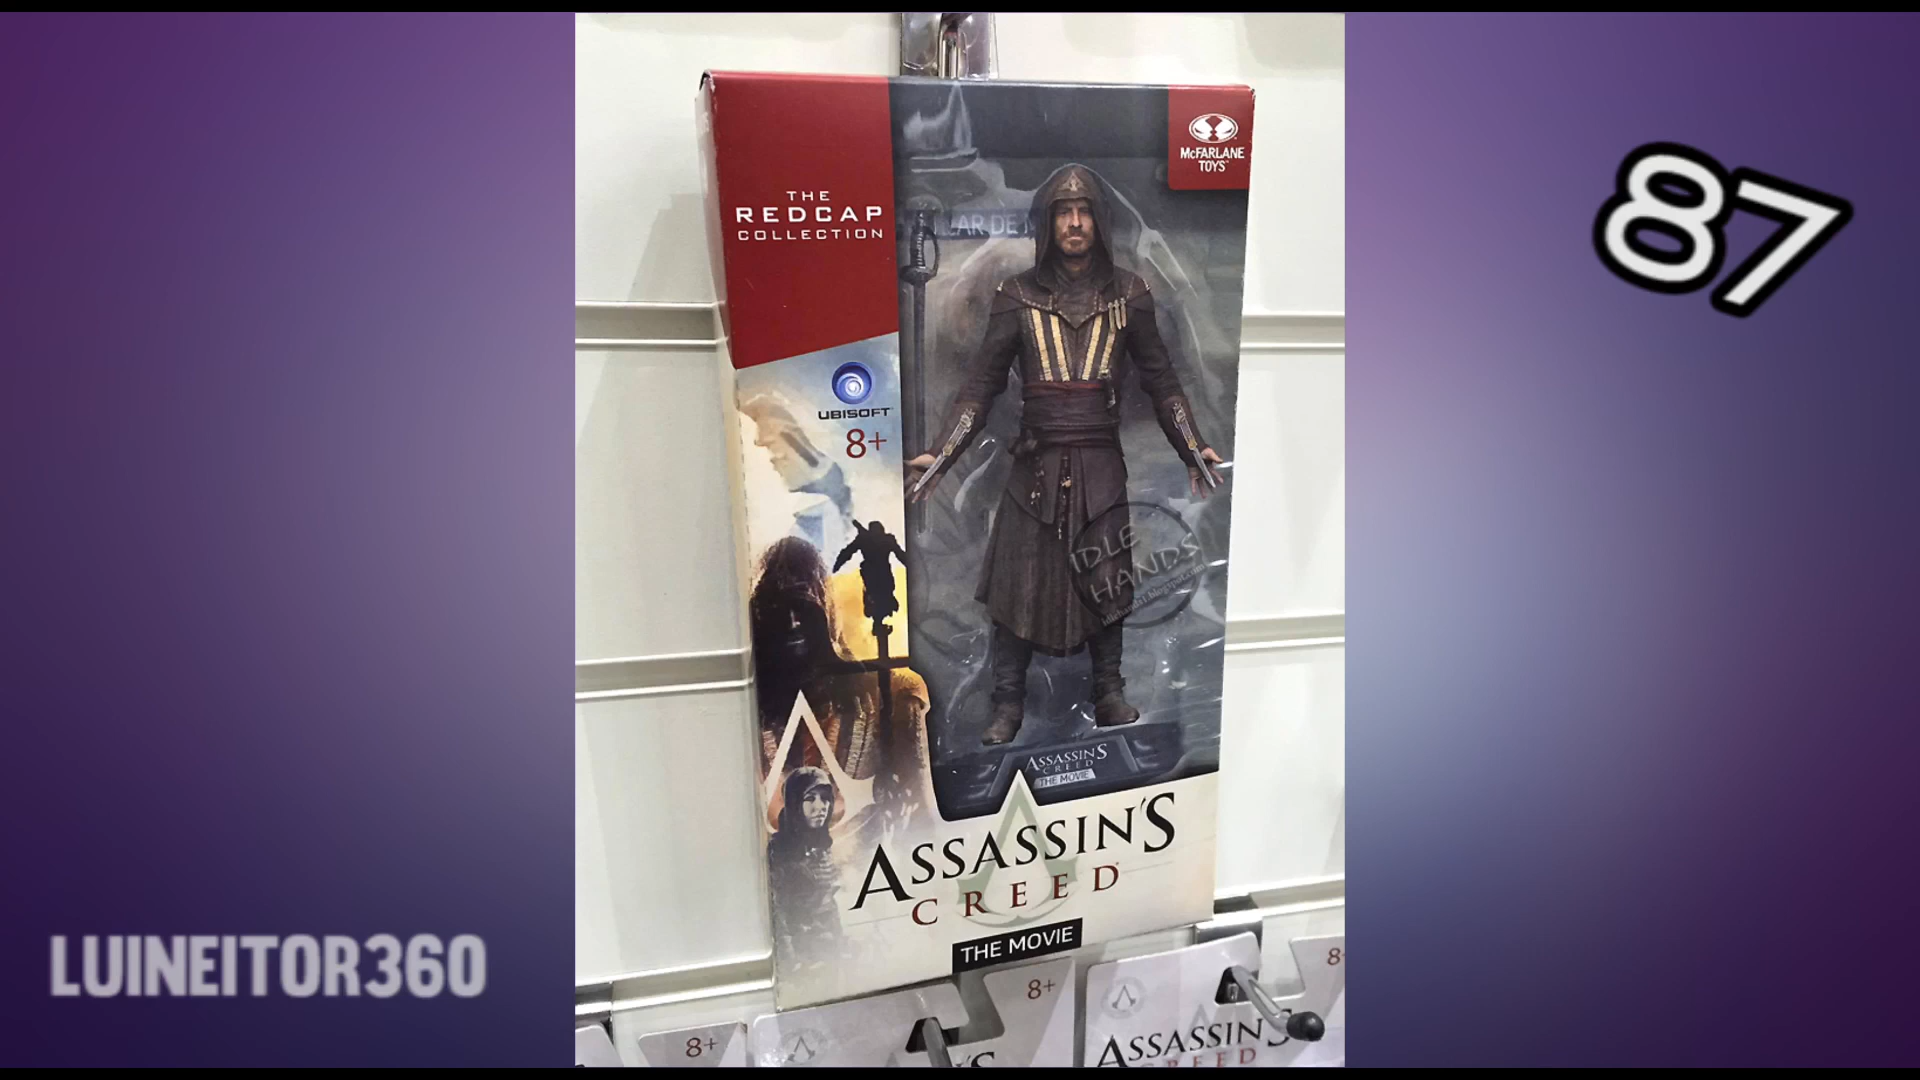 87
McFARLANE
TOYS
THE
REDCAP
COLLECTION
UBISOFT
8+
IDLE
HANDS
ASSASSIN'S
CREED
THE MOVIE
ASSASSIN'S
CREED
THE MOVIE
LUINEITOR360
8+
8+
8
ASSASSIN'S
CREED